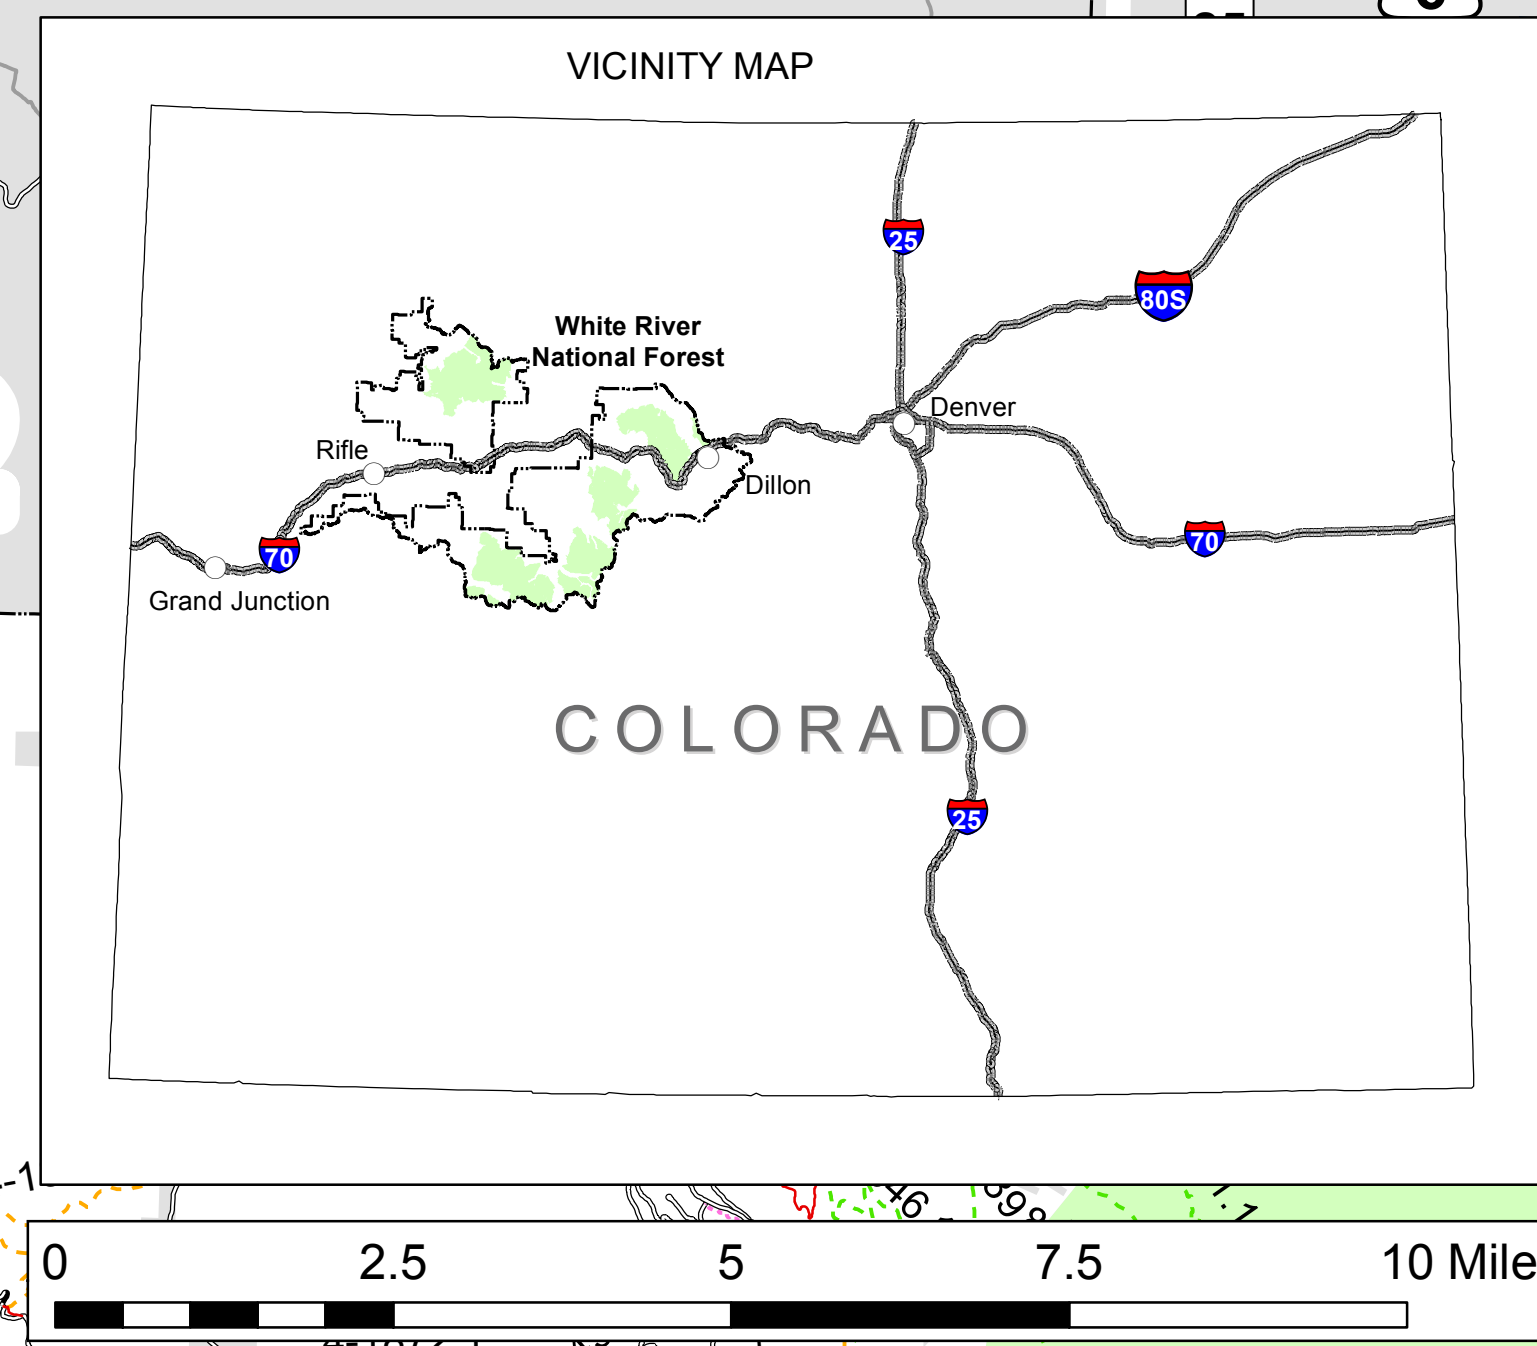 VICINITY MAP
25
80S
White River
National Forest
Denver
Rifle
Dillon
70
70
Grand Junction
COLORADO
25
0 2.5 5 7.5 10 Mile